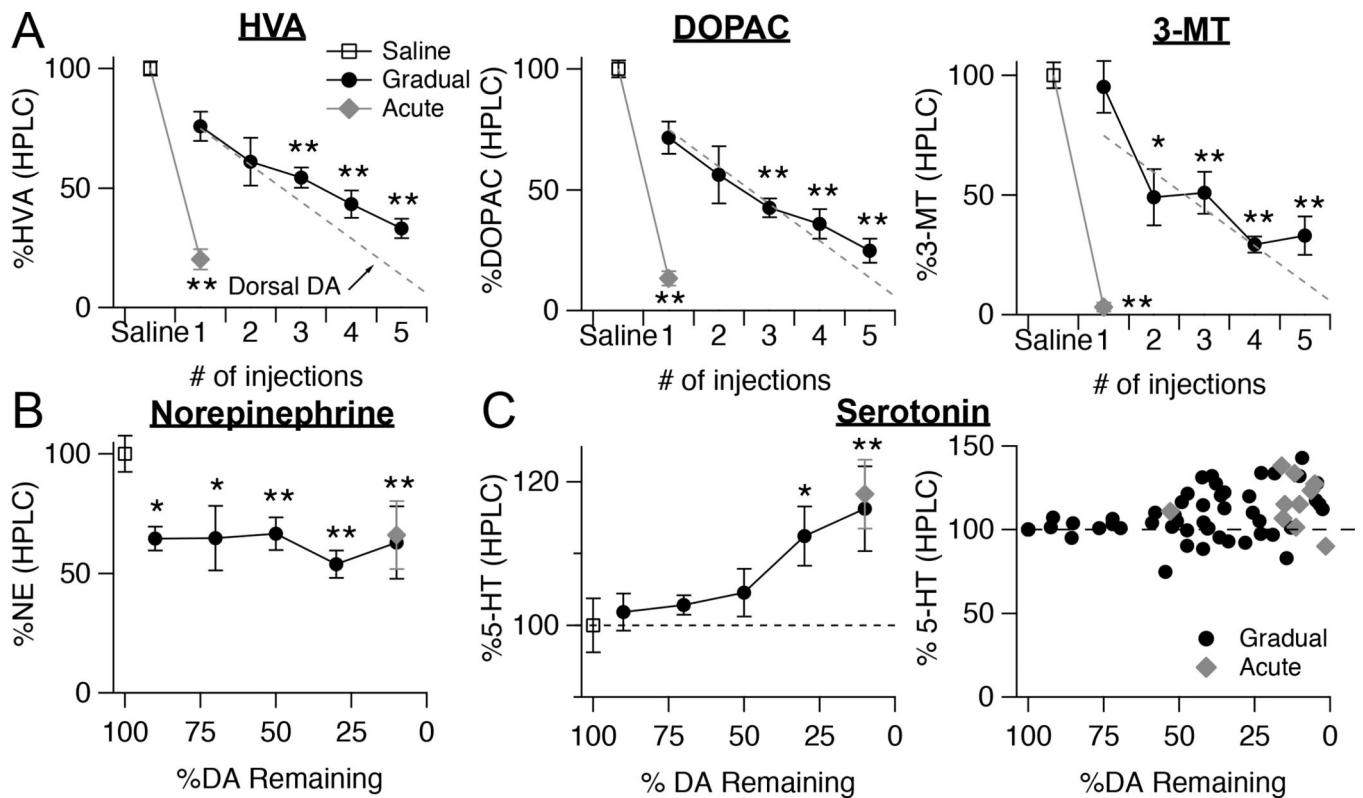 A
HVA
DOPAC
3-MT
Saline
Gradual
Acute
%HVA (HPLC)
100
50
0
**
**
**
**
Dorsal DA
Saline 1 2 3 4 5
# of injections
%DOPAC (HPLC)
100
50
0
**
**
**
**
Saline 1 2 3 4 5
# of injections
%3-MT (HPLC)
100
50
0
*
**
**
**
**
Saline 1 2 3 4 5
# of injections
B
Norepinephrine
%NE (HPLC)
100
50
0
*
*
**
**
**
100 75 50 25 0
%DA Remaining
C
Serotonin
%5-HT (HPLC)
120
100
*
**
100 75 50 25 0
% DA Remaining
% 5-HT (HPLC)
150
100
50
0
Gradual
Acute
100 75 50 25 0
%DA Remaining